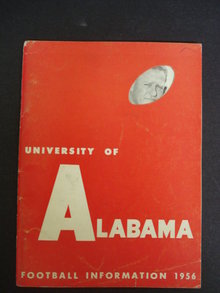 UNIVERSITY OF
ALABAMA
FOOTBALL INFORMATION 1956